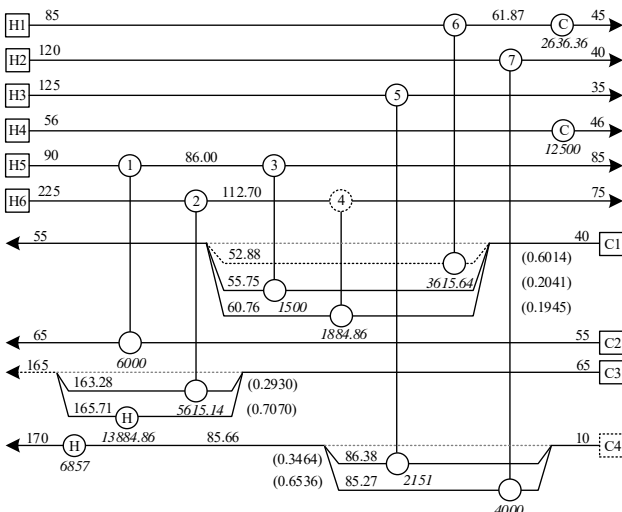 H1 85 6 61.87 C 45
2636.36
H2 120 7 40
H3 125 5 35
H4 56 C 46
12500
H5 90 1 86.00 3 85
H6 225 2 112.70 4 75
55 40 C1
52.88 (0.6014)
3615.64
55.75 (0.2041)
1500
60.76 (0.1945)
1884.86
65 55 C2
6000
165 65 C3
163.28 (0.2930)
5615.14
165.71 H (0.7070)
13884.86
170 H 85.66 10 C4
6857
(0.3464) 86.38
2151
(0.6536) 85.27
4000